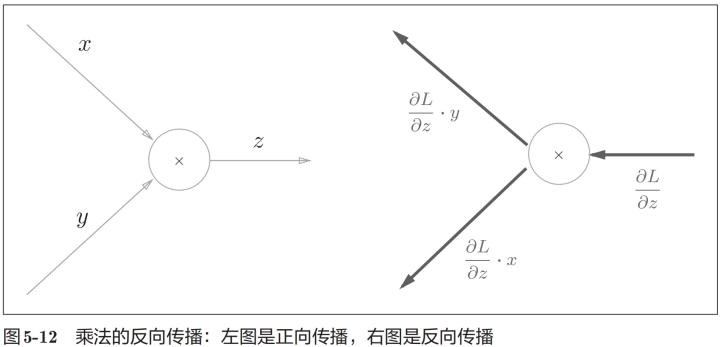 x
y
×
z
∂L/∂z · y
×
∂L/∂z
∂L/∂z · x
图5-12 乘法的反向传播：左图是正向传播，右图是反向传播